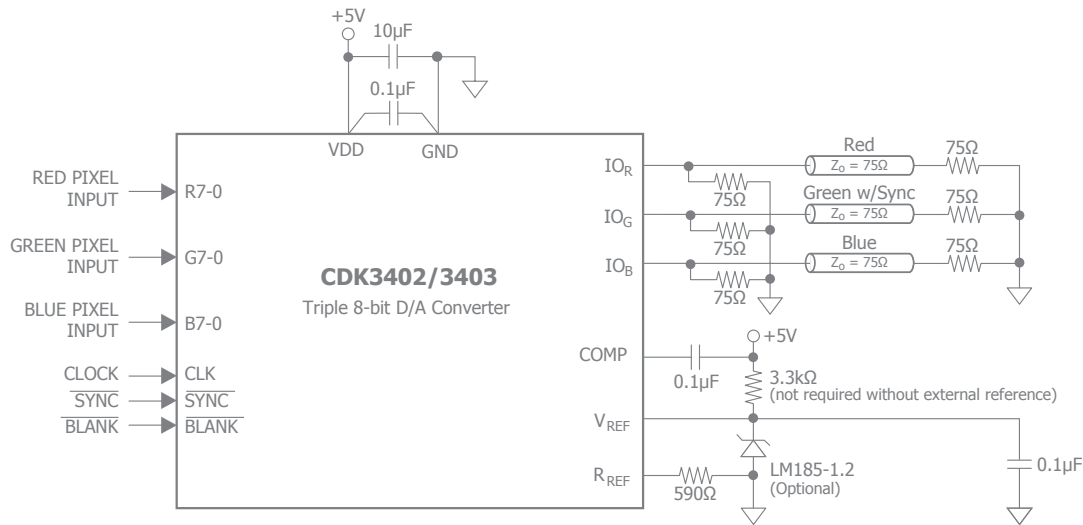 +5V
10µF
0.1µF
VDD
GND
RED PIXEL
INPUT
R7-0
GREEN PIXEL
INPUT
G7-0
BLUE PIXEL
INPUT
B7-0
CLOCK
CLK
SYNC
SYNC
BLANK
BLANK
CDK3402/3403
Triple 8-bit D/A Converter
IOR
75Ω
Red
Zo = 75Ω
75Ω
IOG
75Ω
Green w/Sync
Zo = 75Ω
75Ω
IOB
75Ω
Blue
Zo = 75Ω
75Ω
COMP
0.1µF
+5V
3.3kΩ
(not required without external reference)
VREF
LM185-1.2
(Optional)
0.1µF
RREF
590Ω